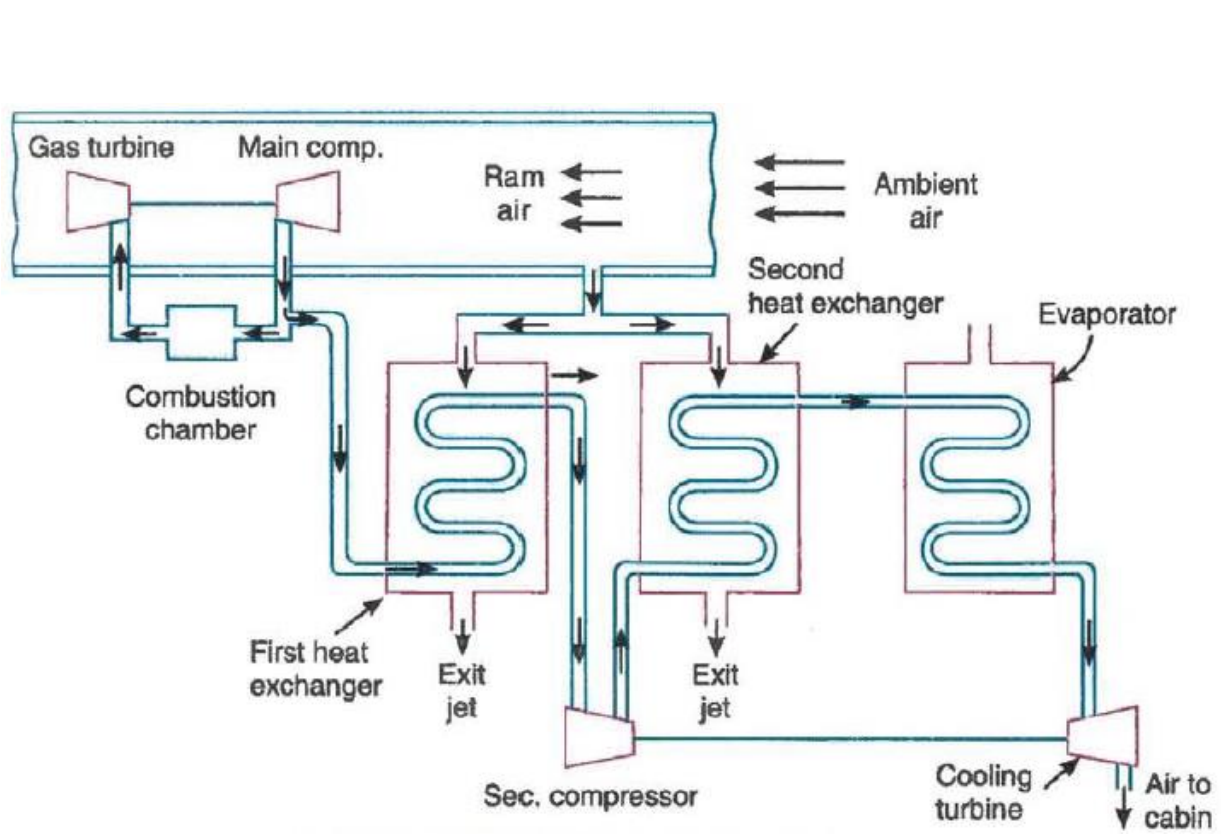 Gas turbine
Main comp.
Ram
air
Ambient
air
Second
heat exchanger
Evaporator
Combustion
chamber
First heat
exchanger
Exit
jet
Exit
jet
Sec. compressor
Cooling
turbine
Air to
cabin